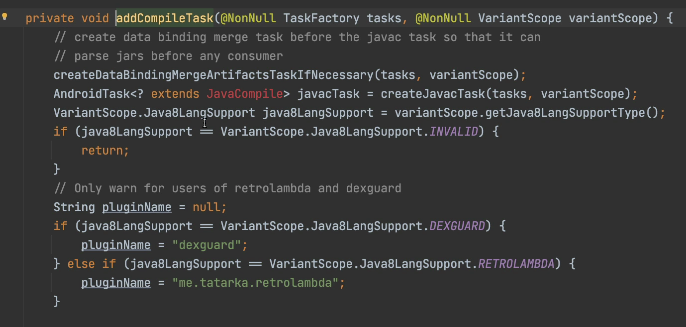 private void addCompileTask(@NonNull TaskFactory tasks, @NonNull VariantScope variantScope) {
// create data binding merge task before the javac task so that it can
// parse jars before any consumer
createDataBindingMergeArtifactsTaskIfNecessary(tasks, variantScope);
AndroidTask<? extends JavaCompile> javacTask = createJavacTask(tasks, variantScope);
VariantScope.Java8LangSupport java8LangSupport = variantScope.getJava8LangSupportType();
if (java8LangSupport == VariantScope.Java8LangSupport.INVALID) {
return;
}
// Only warn for users of retrolambda and dexguard
String pluginName = null;
if (java8LangSupport == VariantScope.Java8LangSupport.DEXGUARD) {
pluginName = "dexguard";
} else if (java8LangSupport == VariantScope.Java8LangSupport.RETROLAMBDA) {
pluginName = "me.tatarka.retrolambda";
}